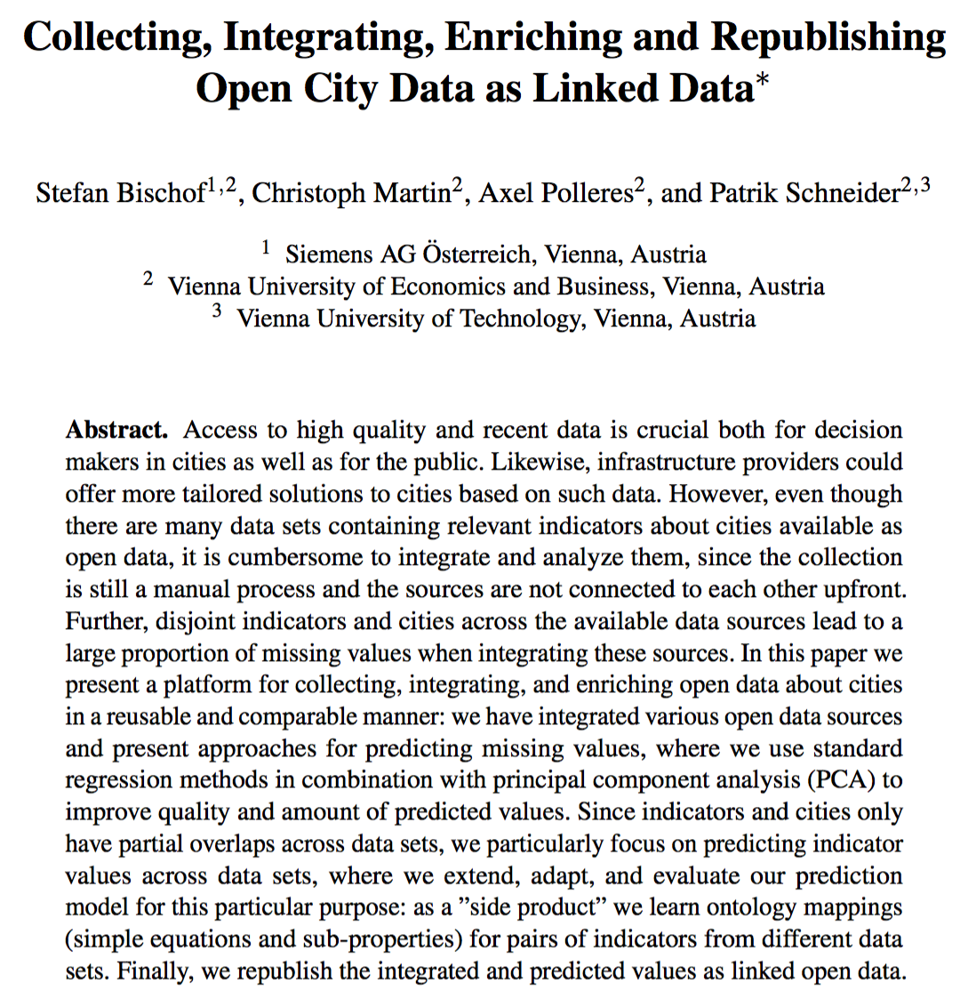 Collecting, Integrating, Enriching and Republishing
Open City Data as Linked Data*
Stefan Bischof1,2, Christoph Martin2, Axel Polleres2, and Patrik Schneider2,3
1 Siemens AG Österreich, Vienna, Austria
2 Vienna University of Economics and Business, Vienna, Austria
3 Vienna University of Technology, Vienna, Austria
Abstract. Access to high quality and recent data is crucial both for decision
makers in cities as well as for the public. Likewise, infrastructure providers could
offer more tailored solutions to cities based on such data. However, even though
there are many data sets containing relevant indicators about cities available as
open data, it is cumbersome to integrate and analyze them, since the collection
is still a manual process and the sources are not connected to each other upfront.
Further, disjoint indicators and cities across the available data sources lead to a
large proportion of missing values when integrating these sources. In this paper we
present a platform for collecting, integrating, and enriching open data about cities
in a reusable and comparable manner: we have integrated various open data sources
and present approaches for predicting missing values, where we use standard
regression methods in combination with principal component analysis (PCA) to
improve quality and amount of predicted values. Since indicators and cities only
have partial overlaps across data sets, we particularly focus on predicting indicator
values across data sets, where we extend, adapt, and evaluate our prediction
model for this particular purpose: as a ”side product” we learn ontology mappings
(simple equations and sub-properties) for pairs of indicators from different data
sets. Finally, we republish the integrated and predicted values as linked open data.